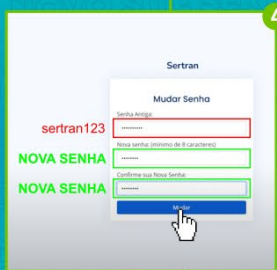 Sertran
Mudar Senha
Senha Antiga:
sertran123
Nova senha: (mínimo de 8 caracteres)
NOVA SENHA
Confirme sua Nova Senha:
NOVA SENHA
Mudar